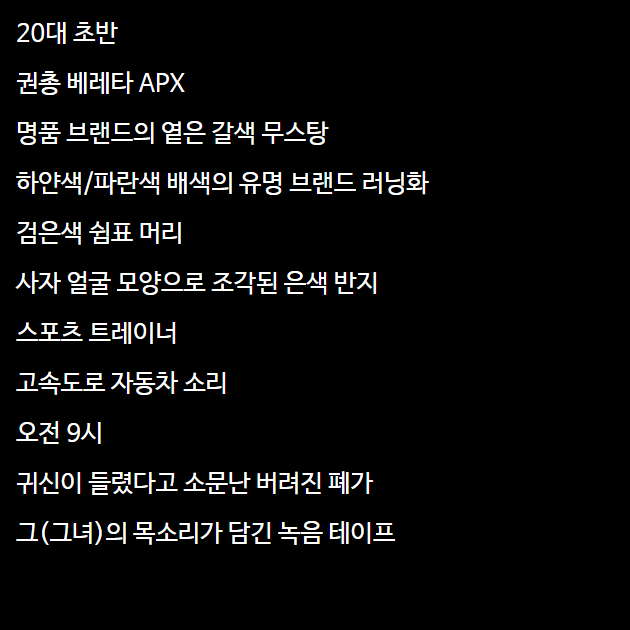 20대 초반
권총 베레타 APX
명품 브랜드의 옅은 갈색 무스탕
하얀색/파란색 배색의 유명 브랜드 러닝화
검은색 쉼표 머리
사자 얼굴 모양으로 조각된 은색 반지
스포츠 트레이너
고속도로 자동차 소리
오전 9시
귀신이 들렸다고 소문난 버려진 폐가
그(그녀)의 목소리가 담긴 녹음 테이프